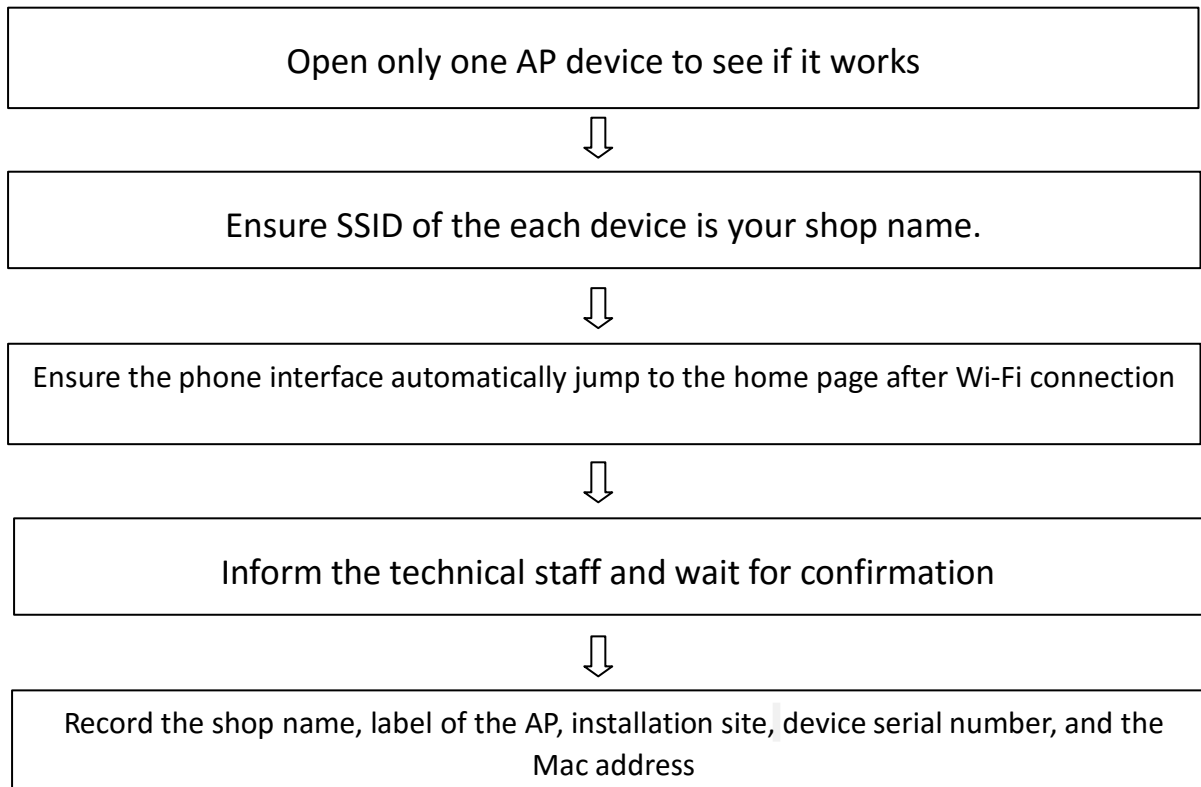 Open only one AP device to see if it works
Ensure SSID of the each device is your shop name.
Ensure the phone interface automatically jump to the home page after Wi-Fi connection
Inform the technical staff and wait for confirmation
Record the shop name, label of the AP, installation site, device serial number, and the
Mac address